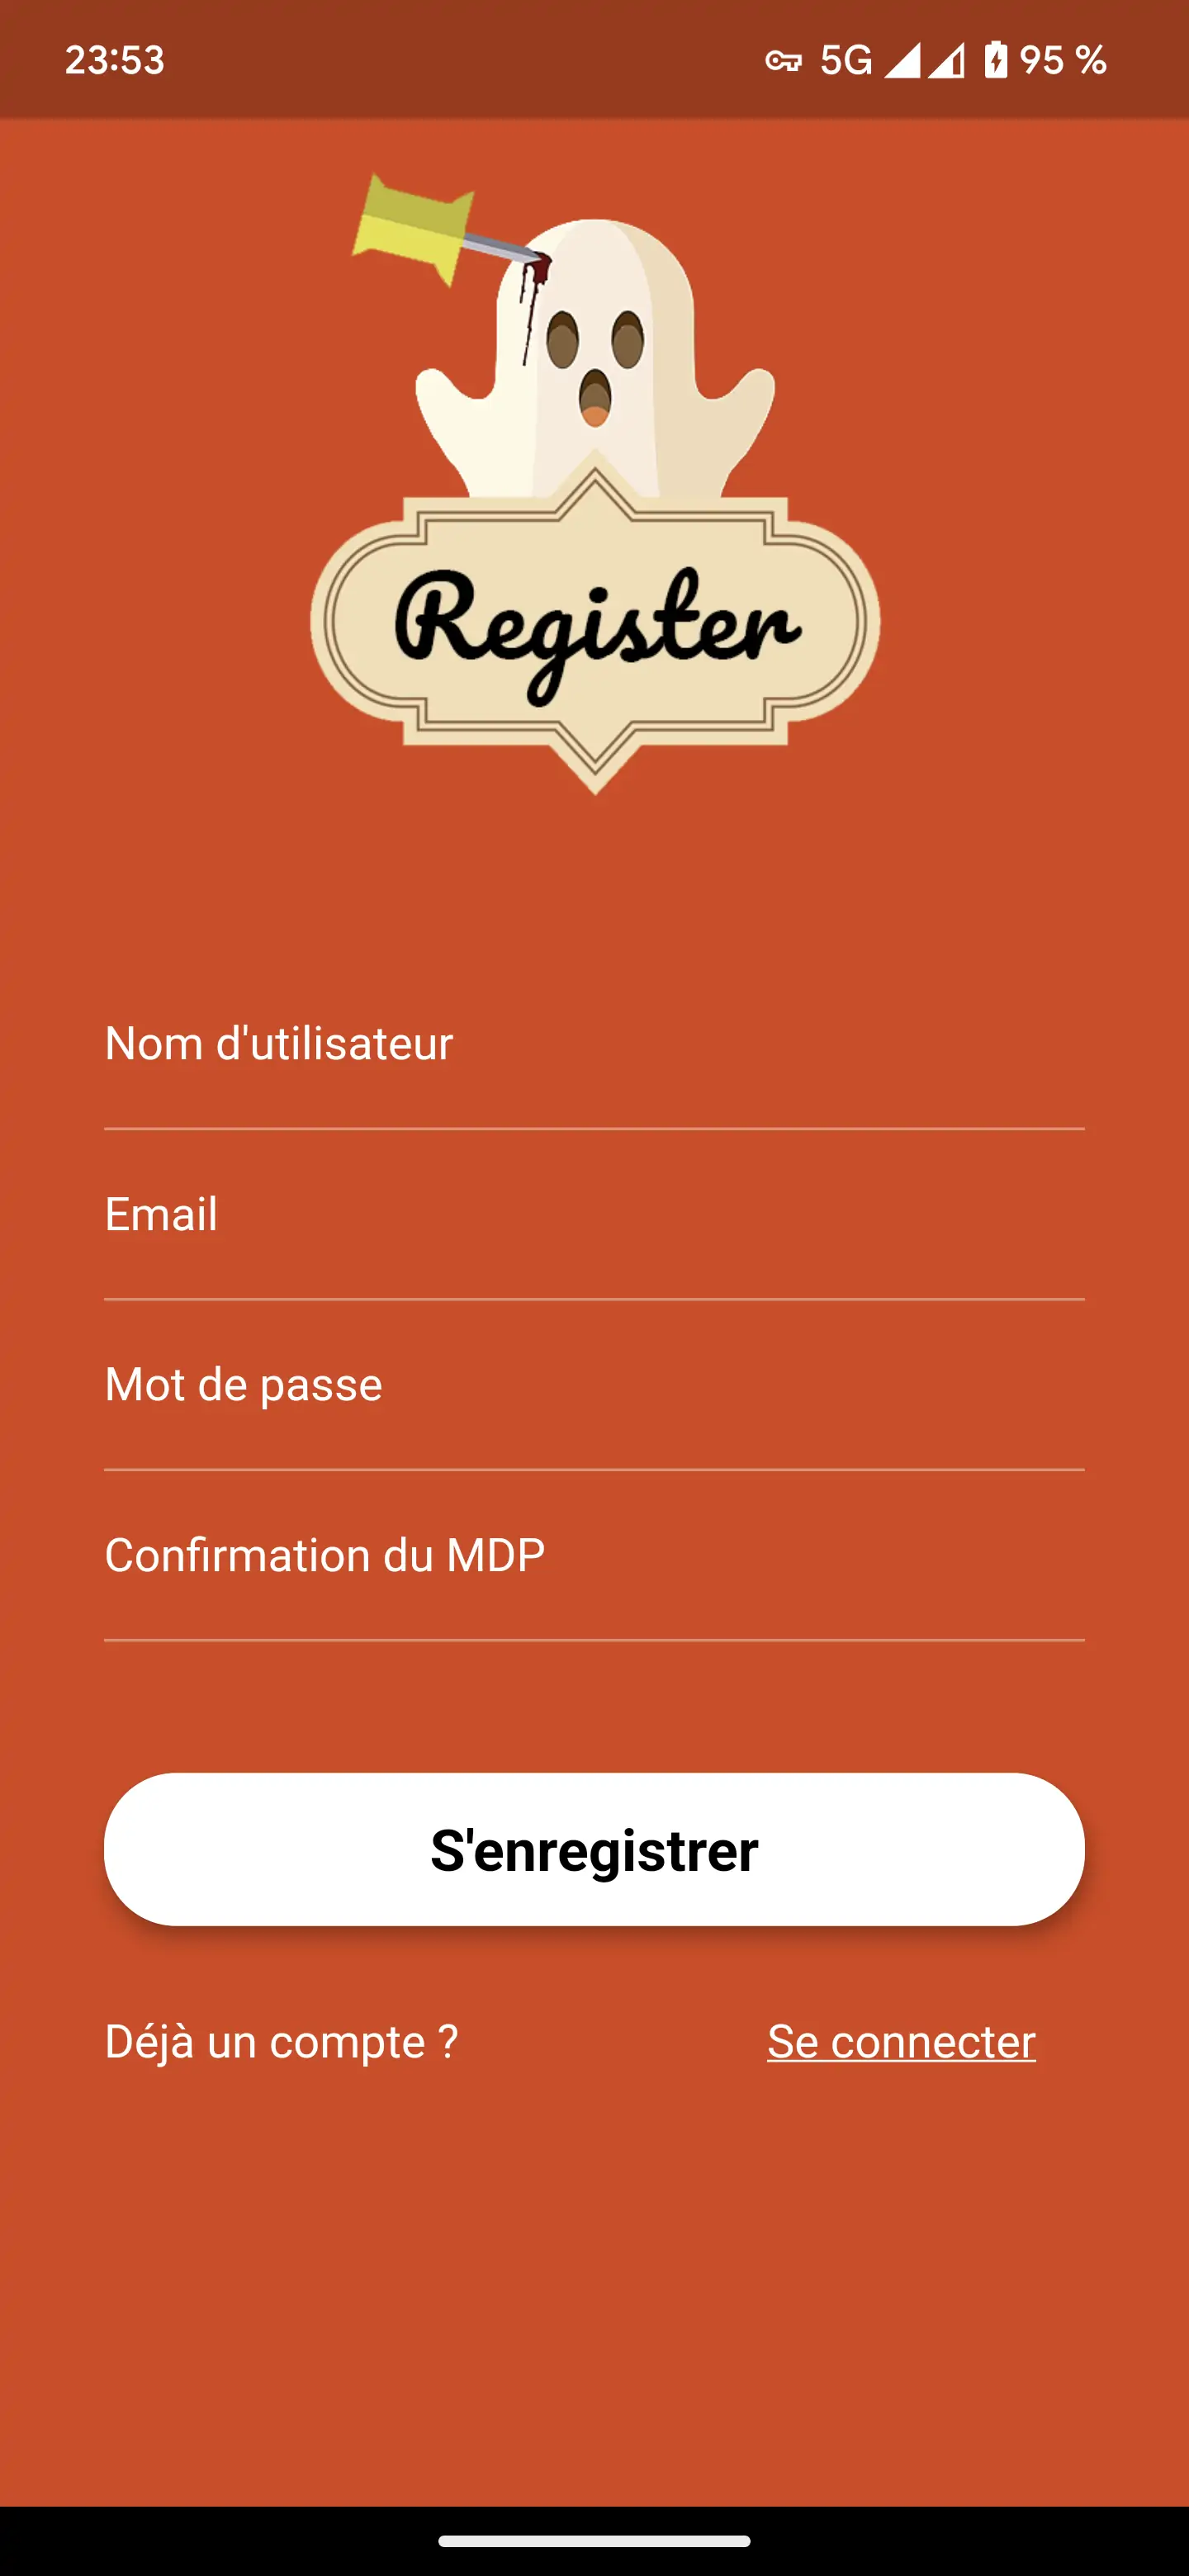 23:53 5G 95 %
Register
Nom d'utilisateur
Email
Mot de passe
Confirmation du MDP
S'enregistrer
Déjà un compte ? Se connecter